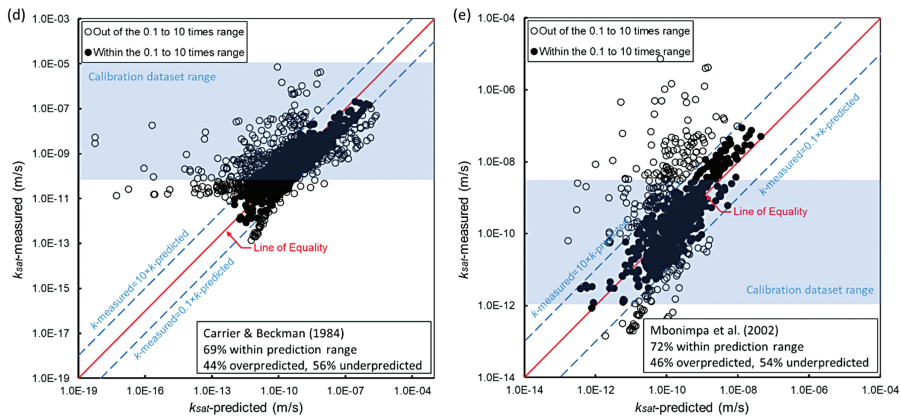 (d)
1.0E-03
1.0E-05
1.0E-07
1.0E-09
1.0E-11
1.0E-13
1.0E-15
1.0E-17
1.0E-19
ksat-measured (m/s)
Out of the 0.1 to 10 times range
Within the 0.1 to 10 times range
Calibration dataset range
k-measured=10×k-predicted
k-measured=0.1×k-predicted
Line of Equality
Carrier & Beckman (1984)
69% within prediction range
44% overpredicted, 56% underpredicted
1.0E-19 1.0E-16 1.0E-13 1.0E-10 1.0E-07 1.0E-04
ksat-predicted (m/s)
(e)
1.0E-04
1.0E-06
1.0E-08
1.0E-10
1.0E-12
1.0E-14
ksat-measured (m/s)
Out of the 0.1 to 10 times range
Within the 0.1 to 10 times range
k-measured=10×k-predicted
k-measured=0.1×k-predicted
Line of Equality
Calibration dataset range
Mbonimpa et al. (2002)
72% within prediction range
46% overpredicted, 54% underpredicted
1.0E-14 1.0E-12 1.0E-10 1.0E-08 1.0E-06 1.0E-04
ksat-predicted (m/s)